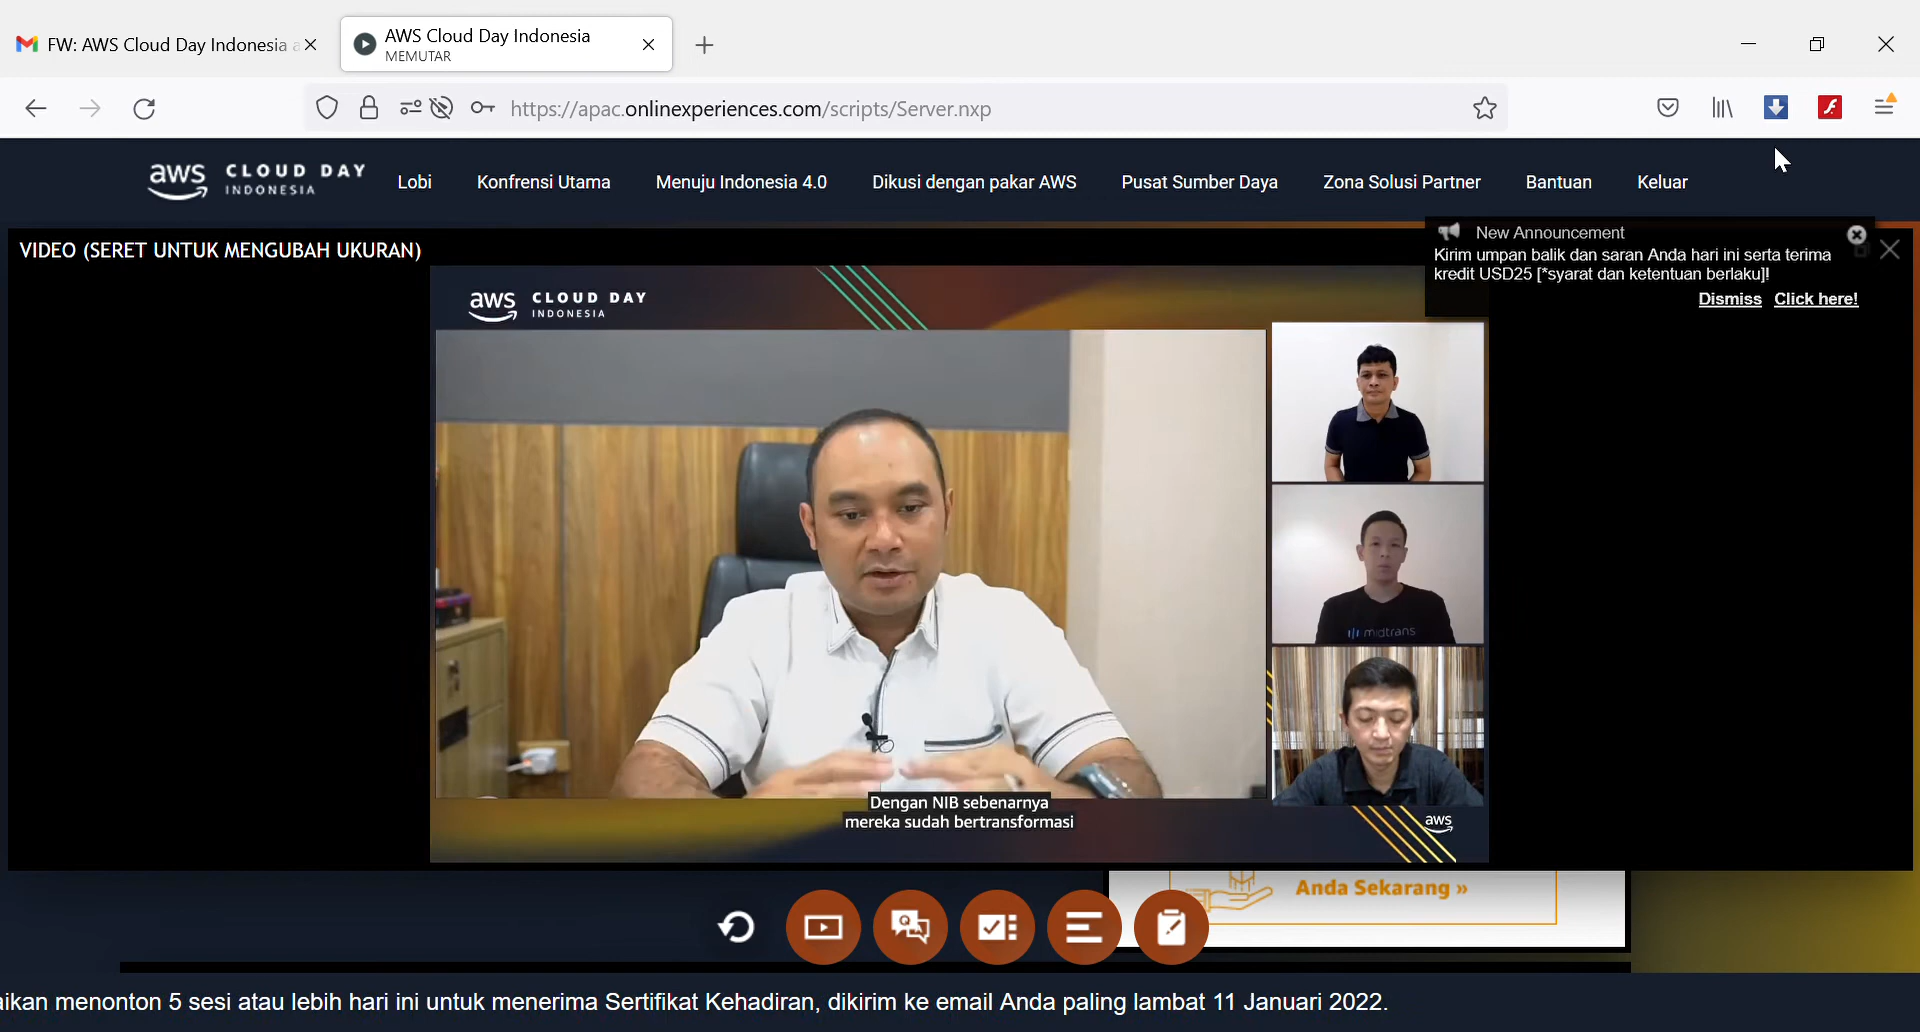 FW: AWS Cloud Day Indonesia a
AWS Cloud Day Indonesia
MEMUTAR
https://apac.onlinexperiences.com/scripts/Server.nxp
aws CLOUD DAY
INDONESIA
Lobi
Konfrensi Utama
Menuju Indonesia 4.0
Dikusi dengan pakar AWS
Pusat Sumber Daya
Zona Solusi Partner
Bantuan
Keluar
VIDEO (SERET UNTUK MENGUBAH UKURAN)
New Announcement
Kirim umpan balik dan saran Anda hari ini serta terima
kredit USD25 [*syarat dan ketentuan berlaku]!
Dismiss Click here!
aws CLOUD DAY
INDONESIA
midtrans
Dengan NIB sebenarnya
mereka sudah bertransformasi
aws
Anda Sekarang »
Q
A
aikan menonton 5 sesi atau lebih hari ini untuk menerima Sertifikat Kehadiran, dikirim ke email Anda paling lambat 11 Januari 2022.